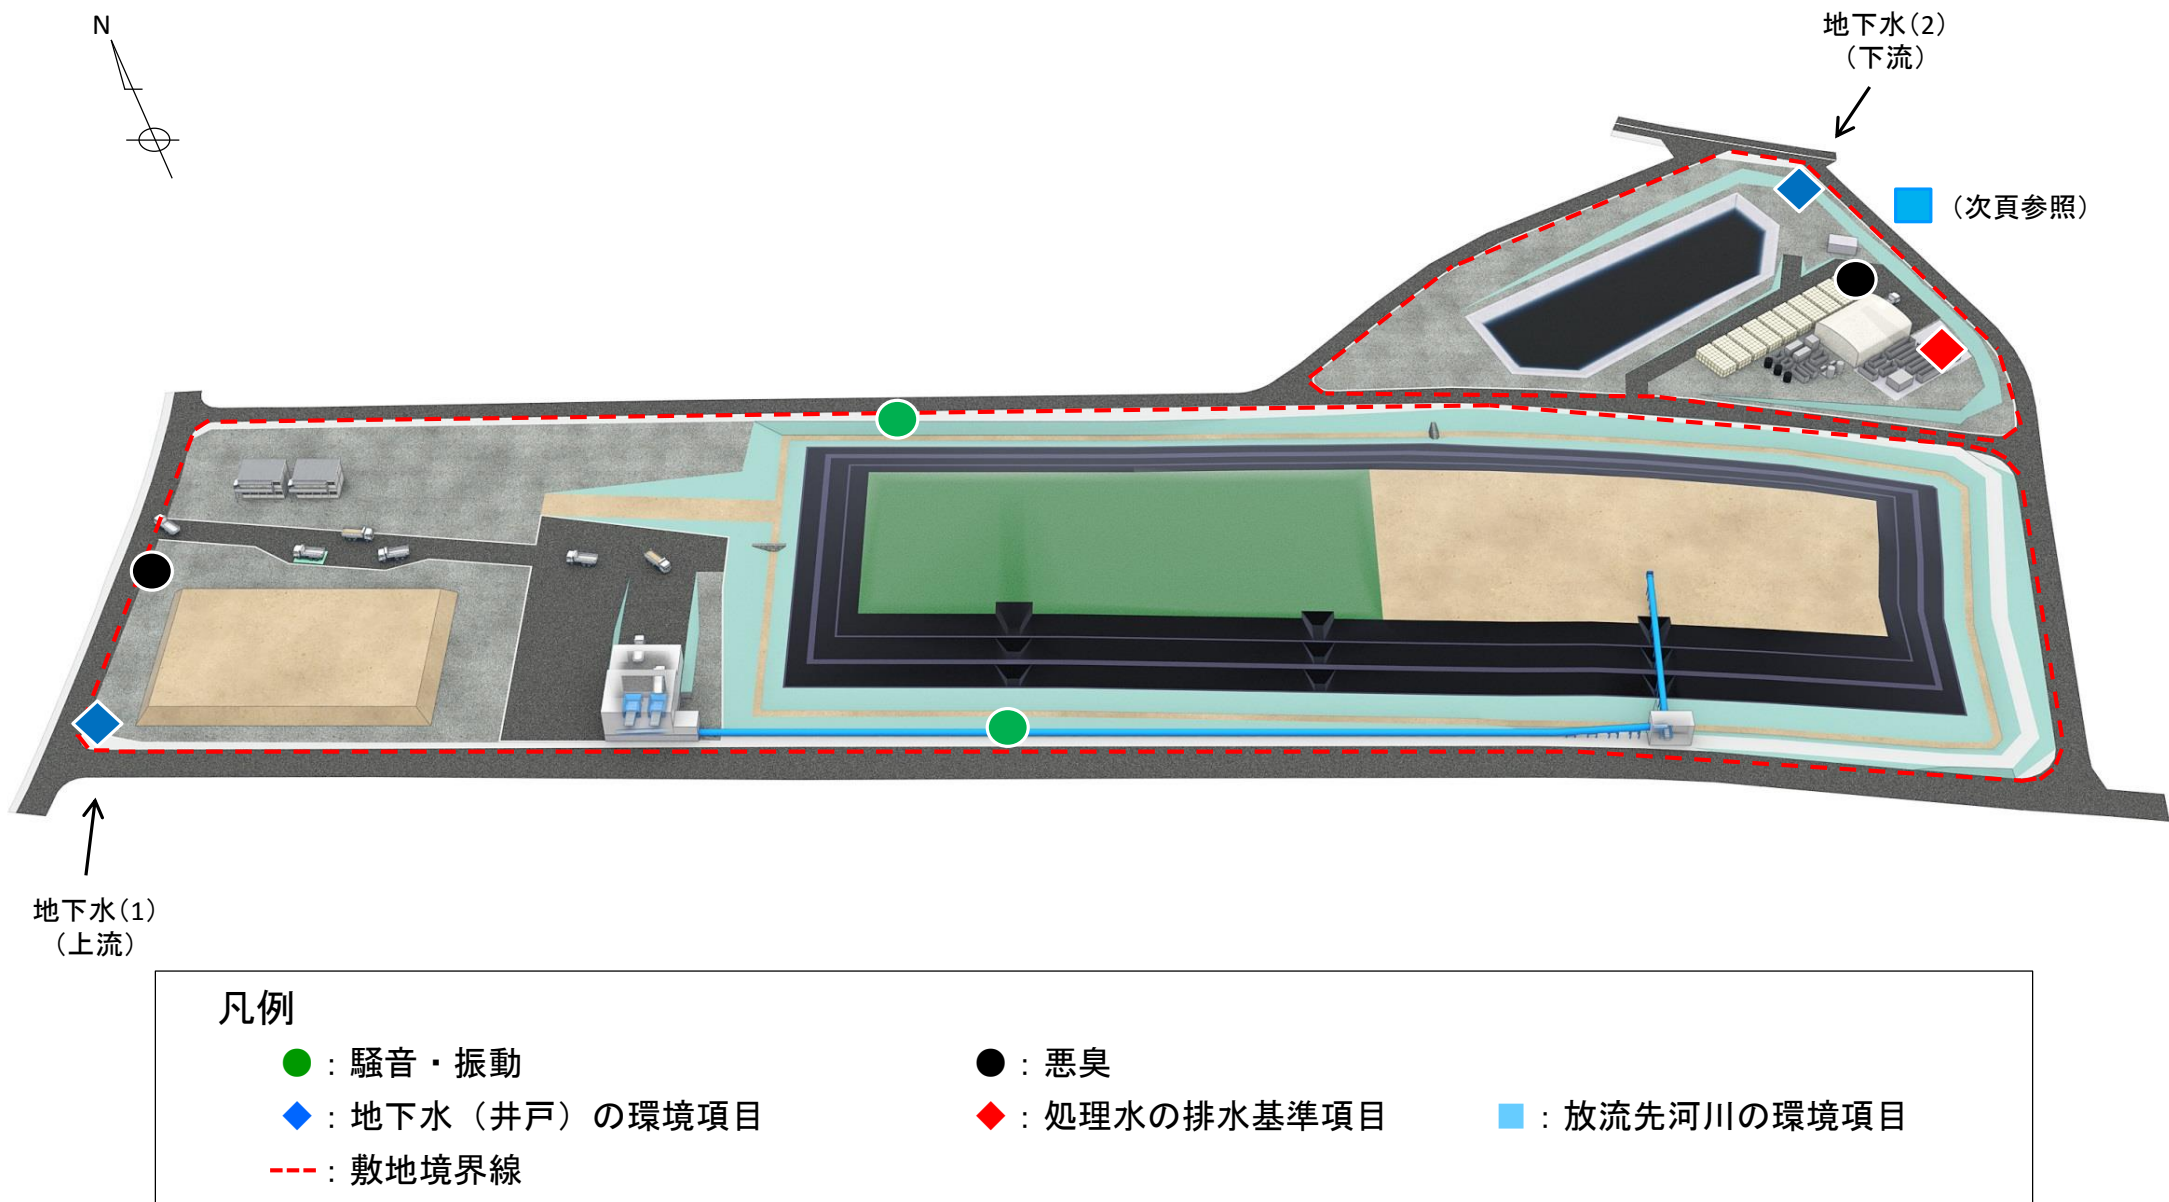 N
地下水(2)
（下流）
（次頁参照）
地下水(1)
（上流）
凡例
：騒音・振動
：悪臭
：地下水（井戸）の環境項目
：処理水の排水基準項目
：放流先河川の環境項目
：敷地境界線